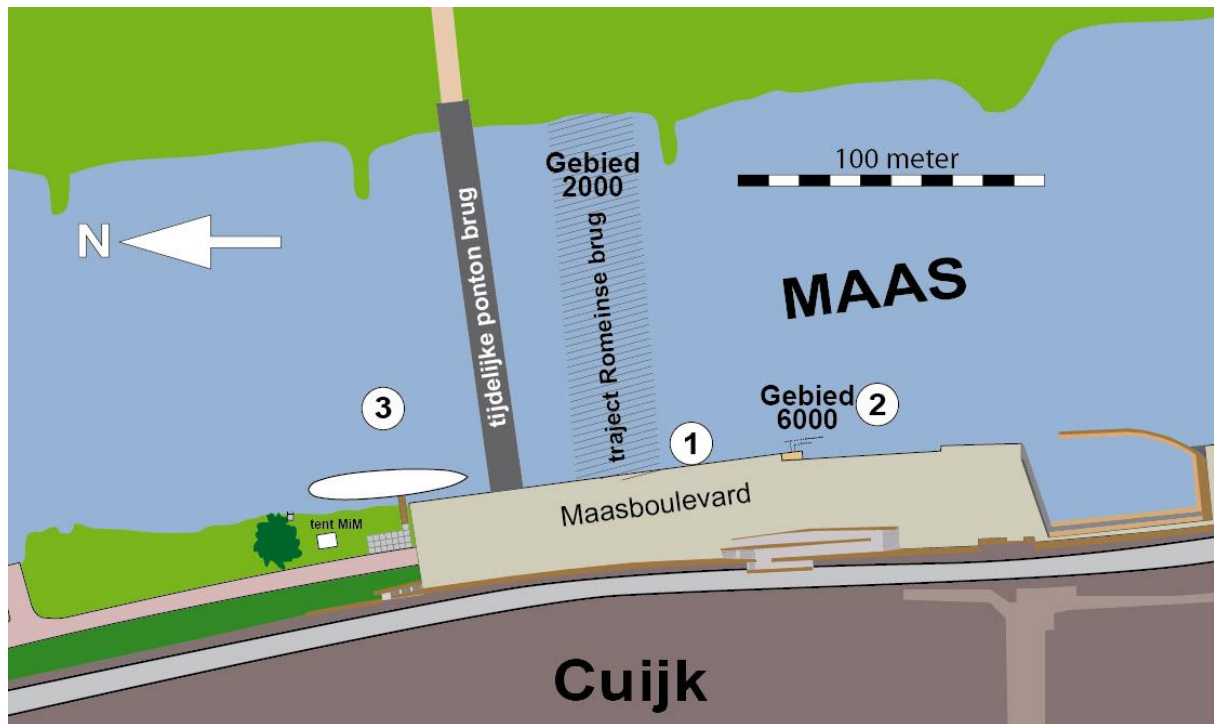 Gebied
2000
100 meter
N
tijdelijke ponton brug
traject Romeinse brug
MAAS
3
Gebied
6000
2
1
Maasboulevard
tent MiM
Cuijk